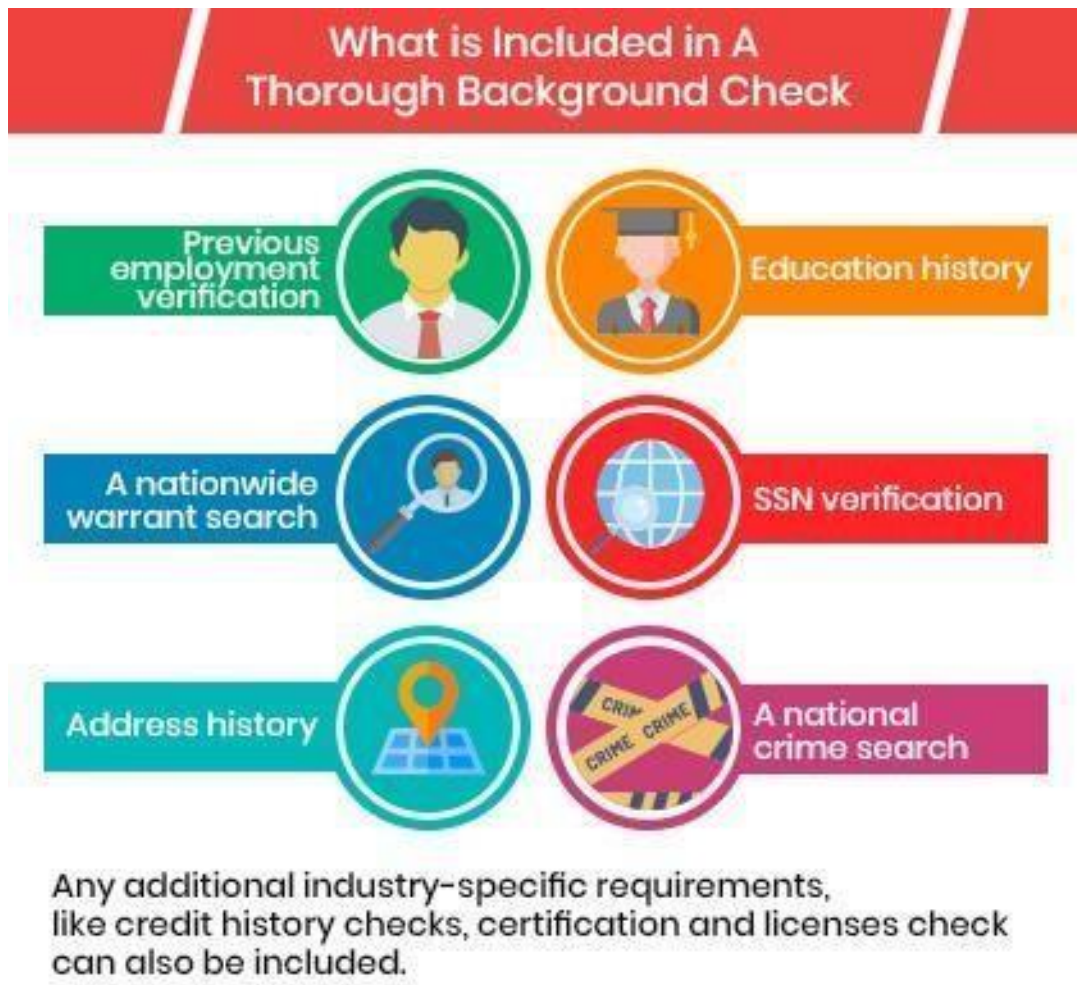 What is Included in A
Thorough Background Check
Previous
employment
verification
Education history
A nationwide
warrant search
SSN verification
Address history
CRIM
CRIME CRIME
A national
crime search
Any additional industry-specific requirements,
like credit history checks, certification and licenses check
can also be included.